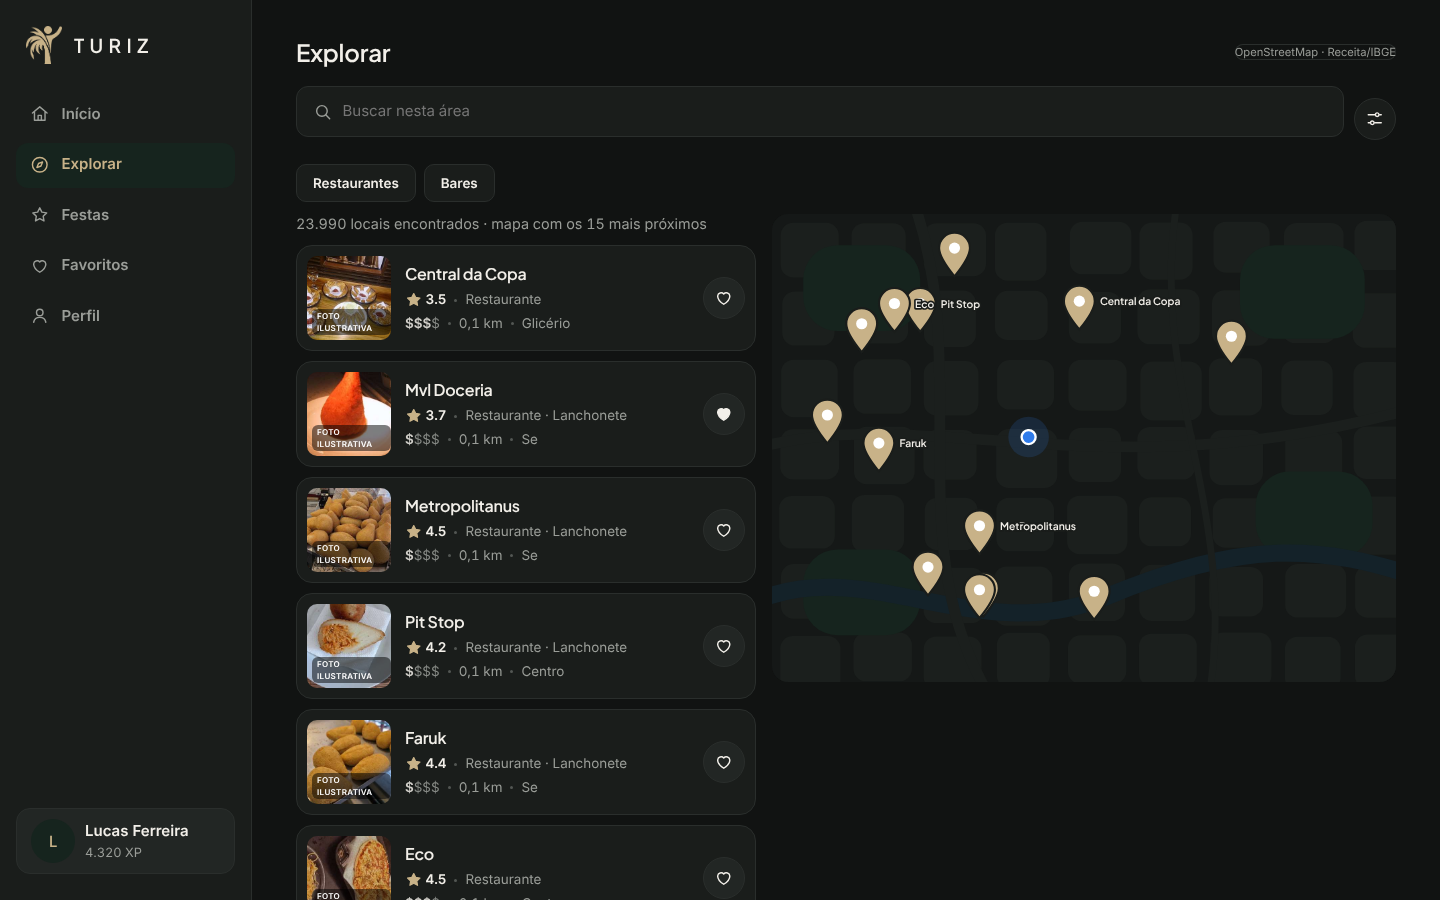 TURIZ
Início
Explorar
Festas
Favoritos
Perfil
Lucas Ferreira
L
4.320 XP
Explorar
OpenStreetMap · Receita/IBGE
Buscar nesta área
Restaurantes
Bares
23.990 locais encontrados · mapa com os 15 mais próximos
Central da Copa
3.5 • Restaurante
$$$$ • 0,1 km • Glicério
FOTO
ILUSTRATIVA
Mvl Doceria
3.7 • Restaurante · Lanchonete
$$$$ • 0,1 km • Se
FOTO
ILUSTRATIVA
Metropolitanus
4.5 • Restaurante · Lanchonete
$$$$ • 0,1 km • Se
FOTO
ILUSTRATIVA
Pit Stop
4.2 • Restaurante · Lanchonete
$$$$ • 0,1 km • Centro
FOTO
ILUSTRATIVA
Faruk
4.4 • Restaurante · Lanchonete
$$$$ • 0,1 km • Se
FOTO
ILUSTRATIVA
Eco
4.5 • Restaurante
FOTO
Eco
Pit Stop
Central da Copa
Faruk
Metropolitanus